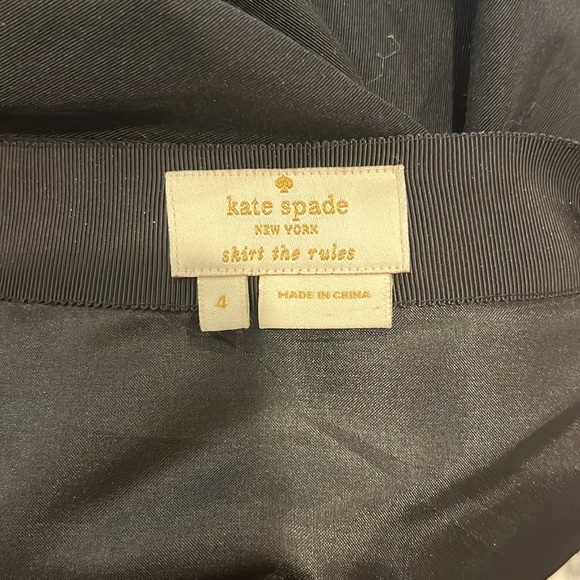 kate spade
NEW YORK
skirt the rules
4
MADE IN CHINA